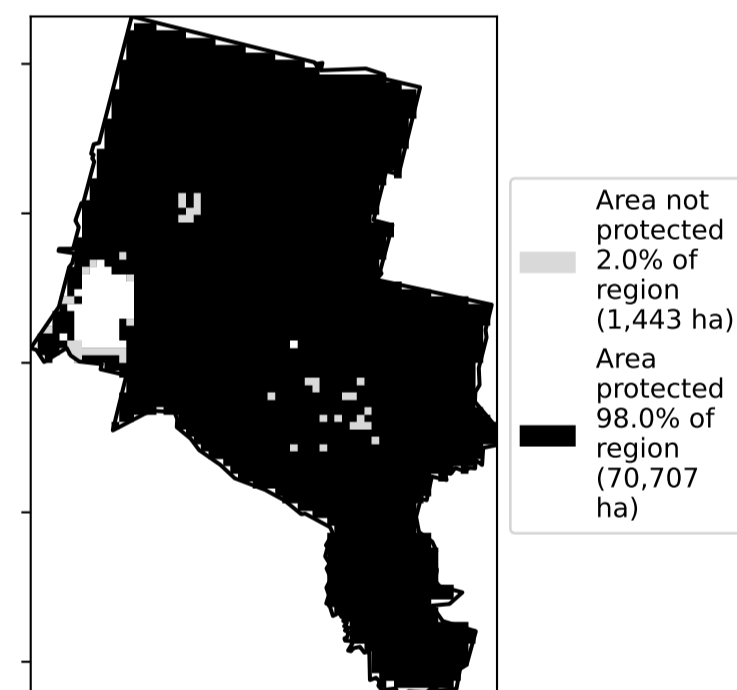 Area not
protected
2.0% of
region
(1,443 ha)
Area
protected
98.0% of
region
(70,707
ha)